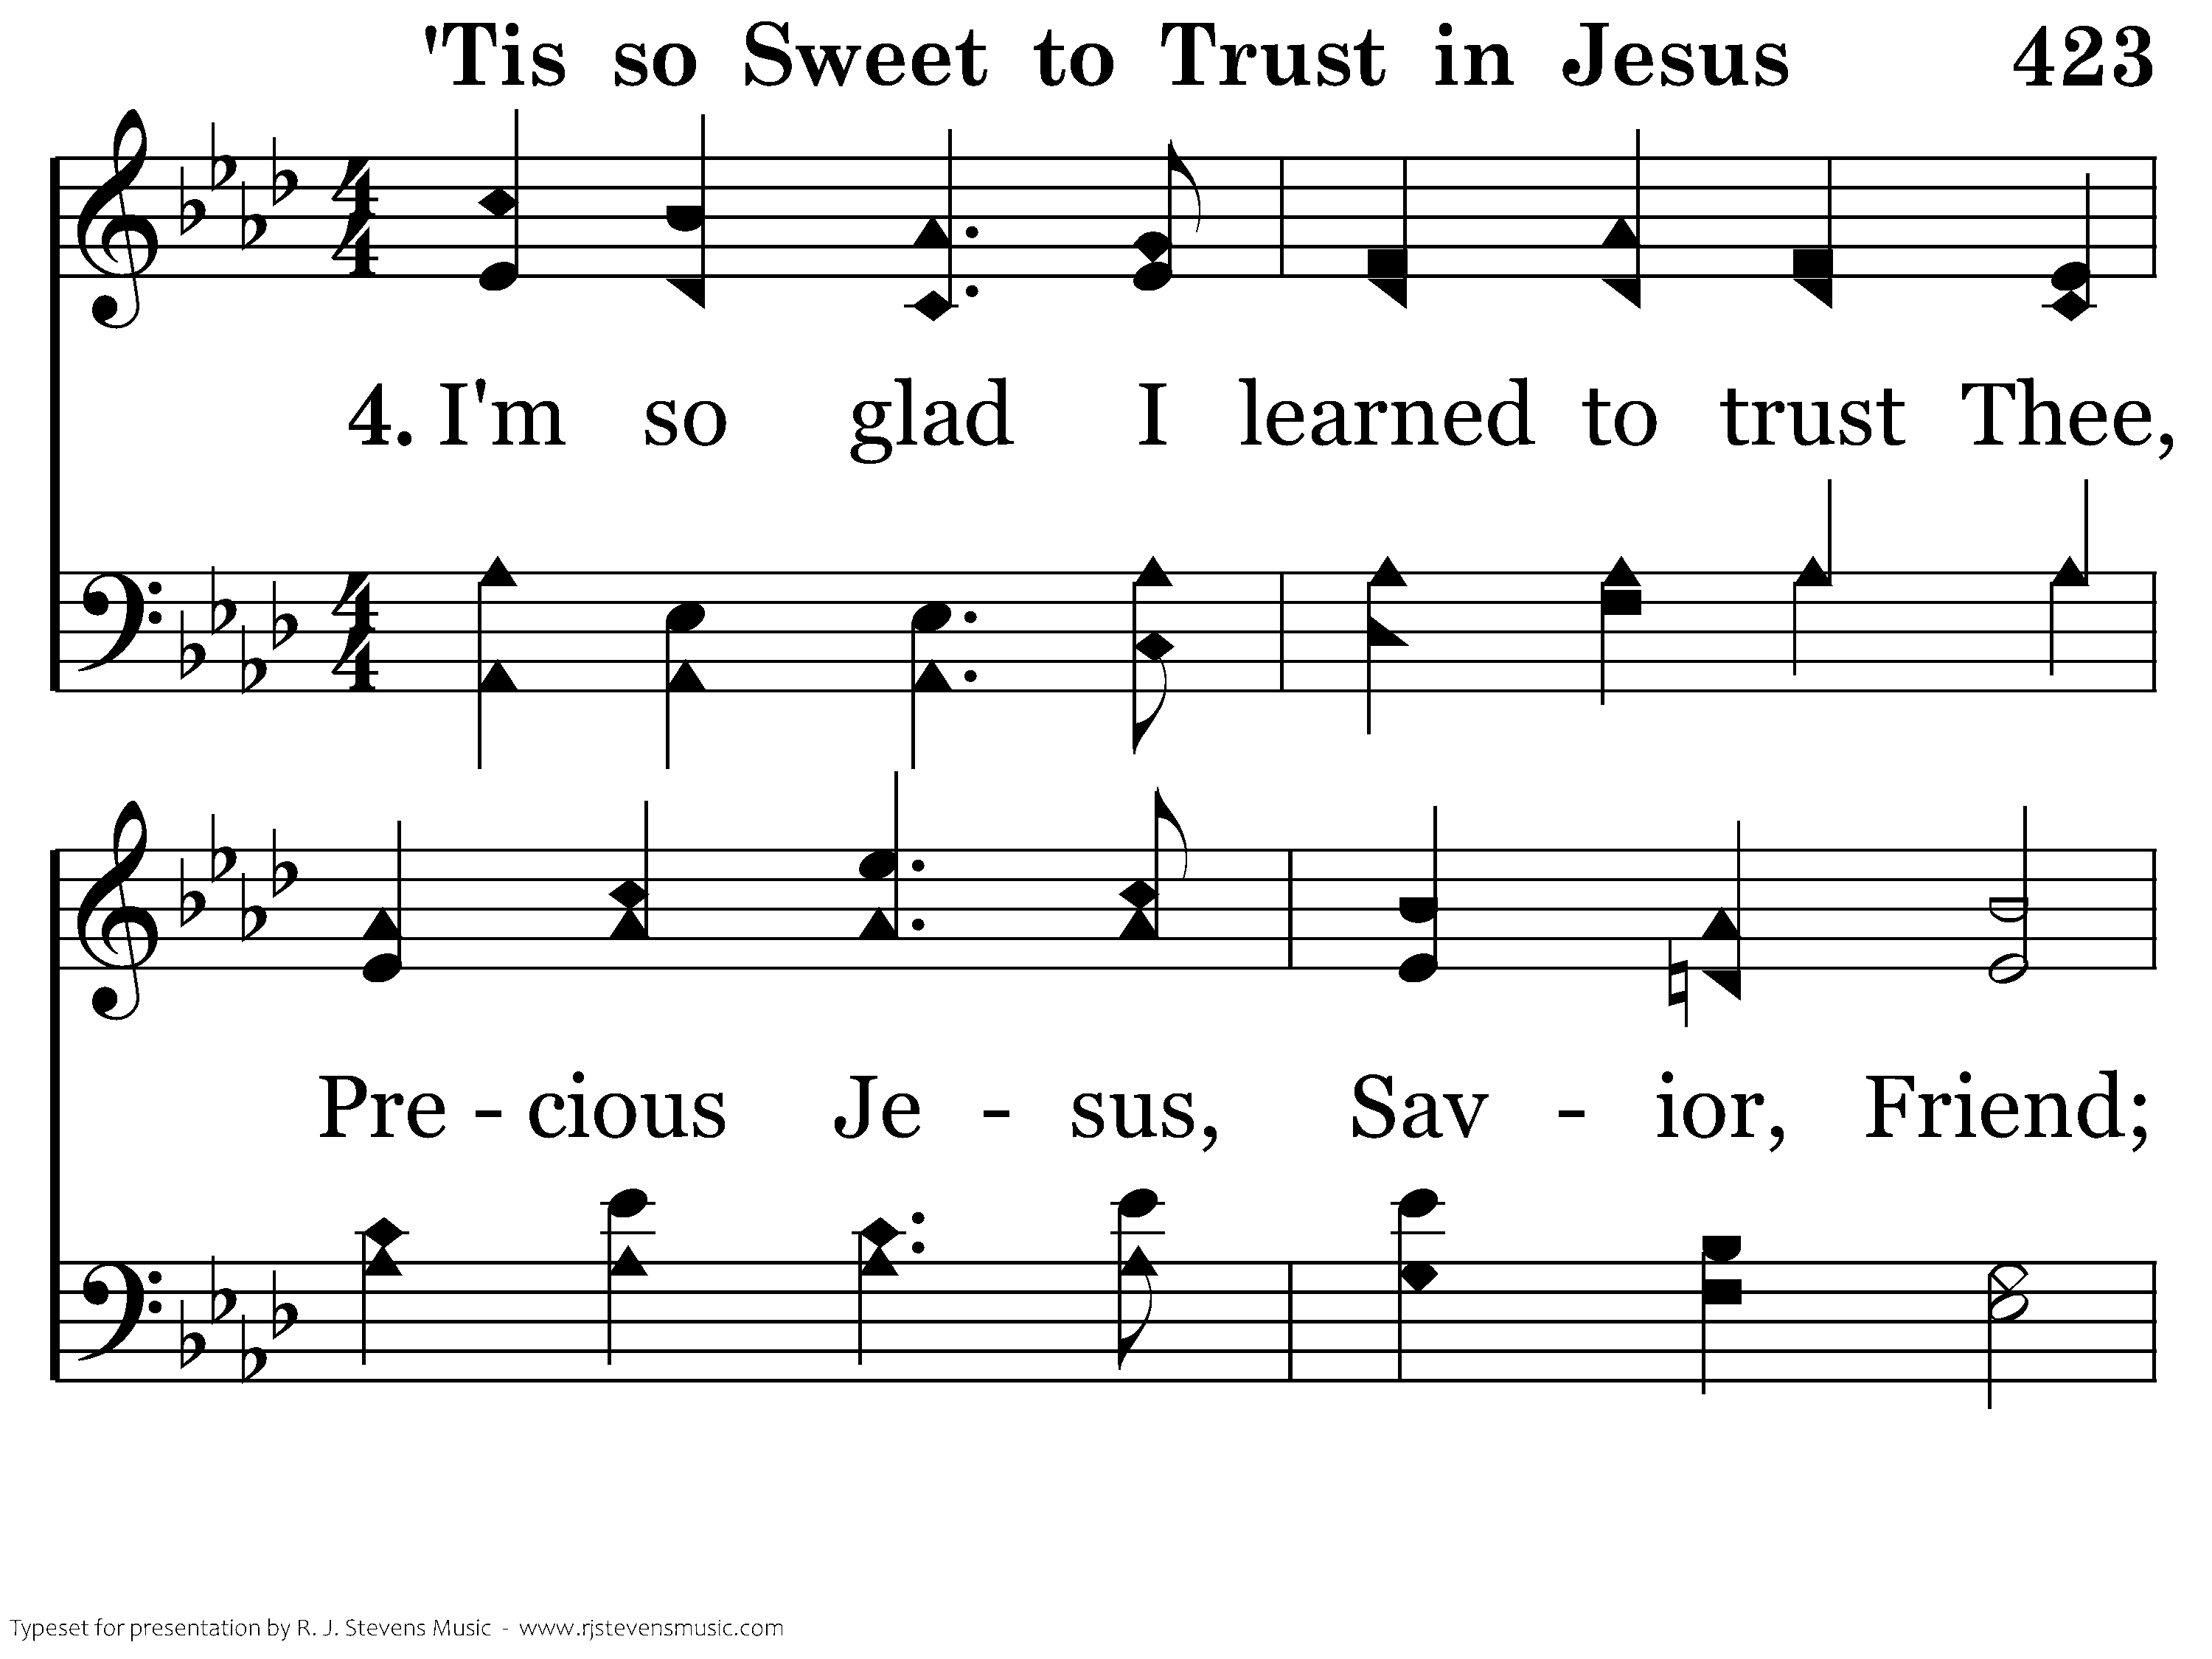 'Tis so Sweet to Trust in Jesus 423
4. I'm so glad I learned to trust Thee,
Pre - cious Je - sus, Sav - ior, Friend;
Typeset for presentation by R. J. Stevens Music - www.rjstevensmusic.com